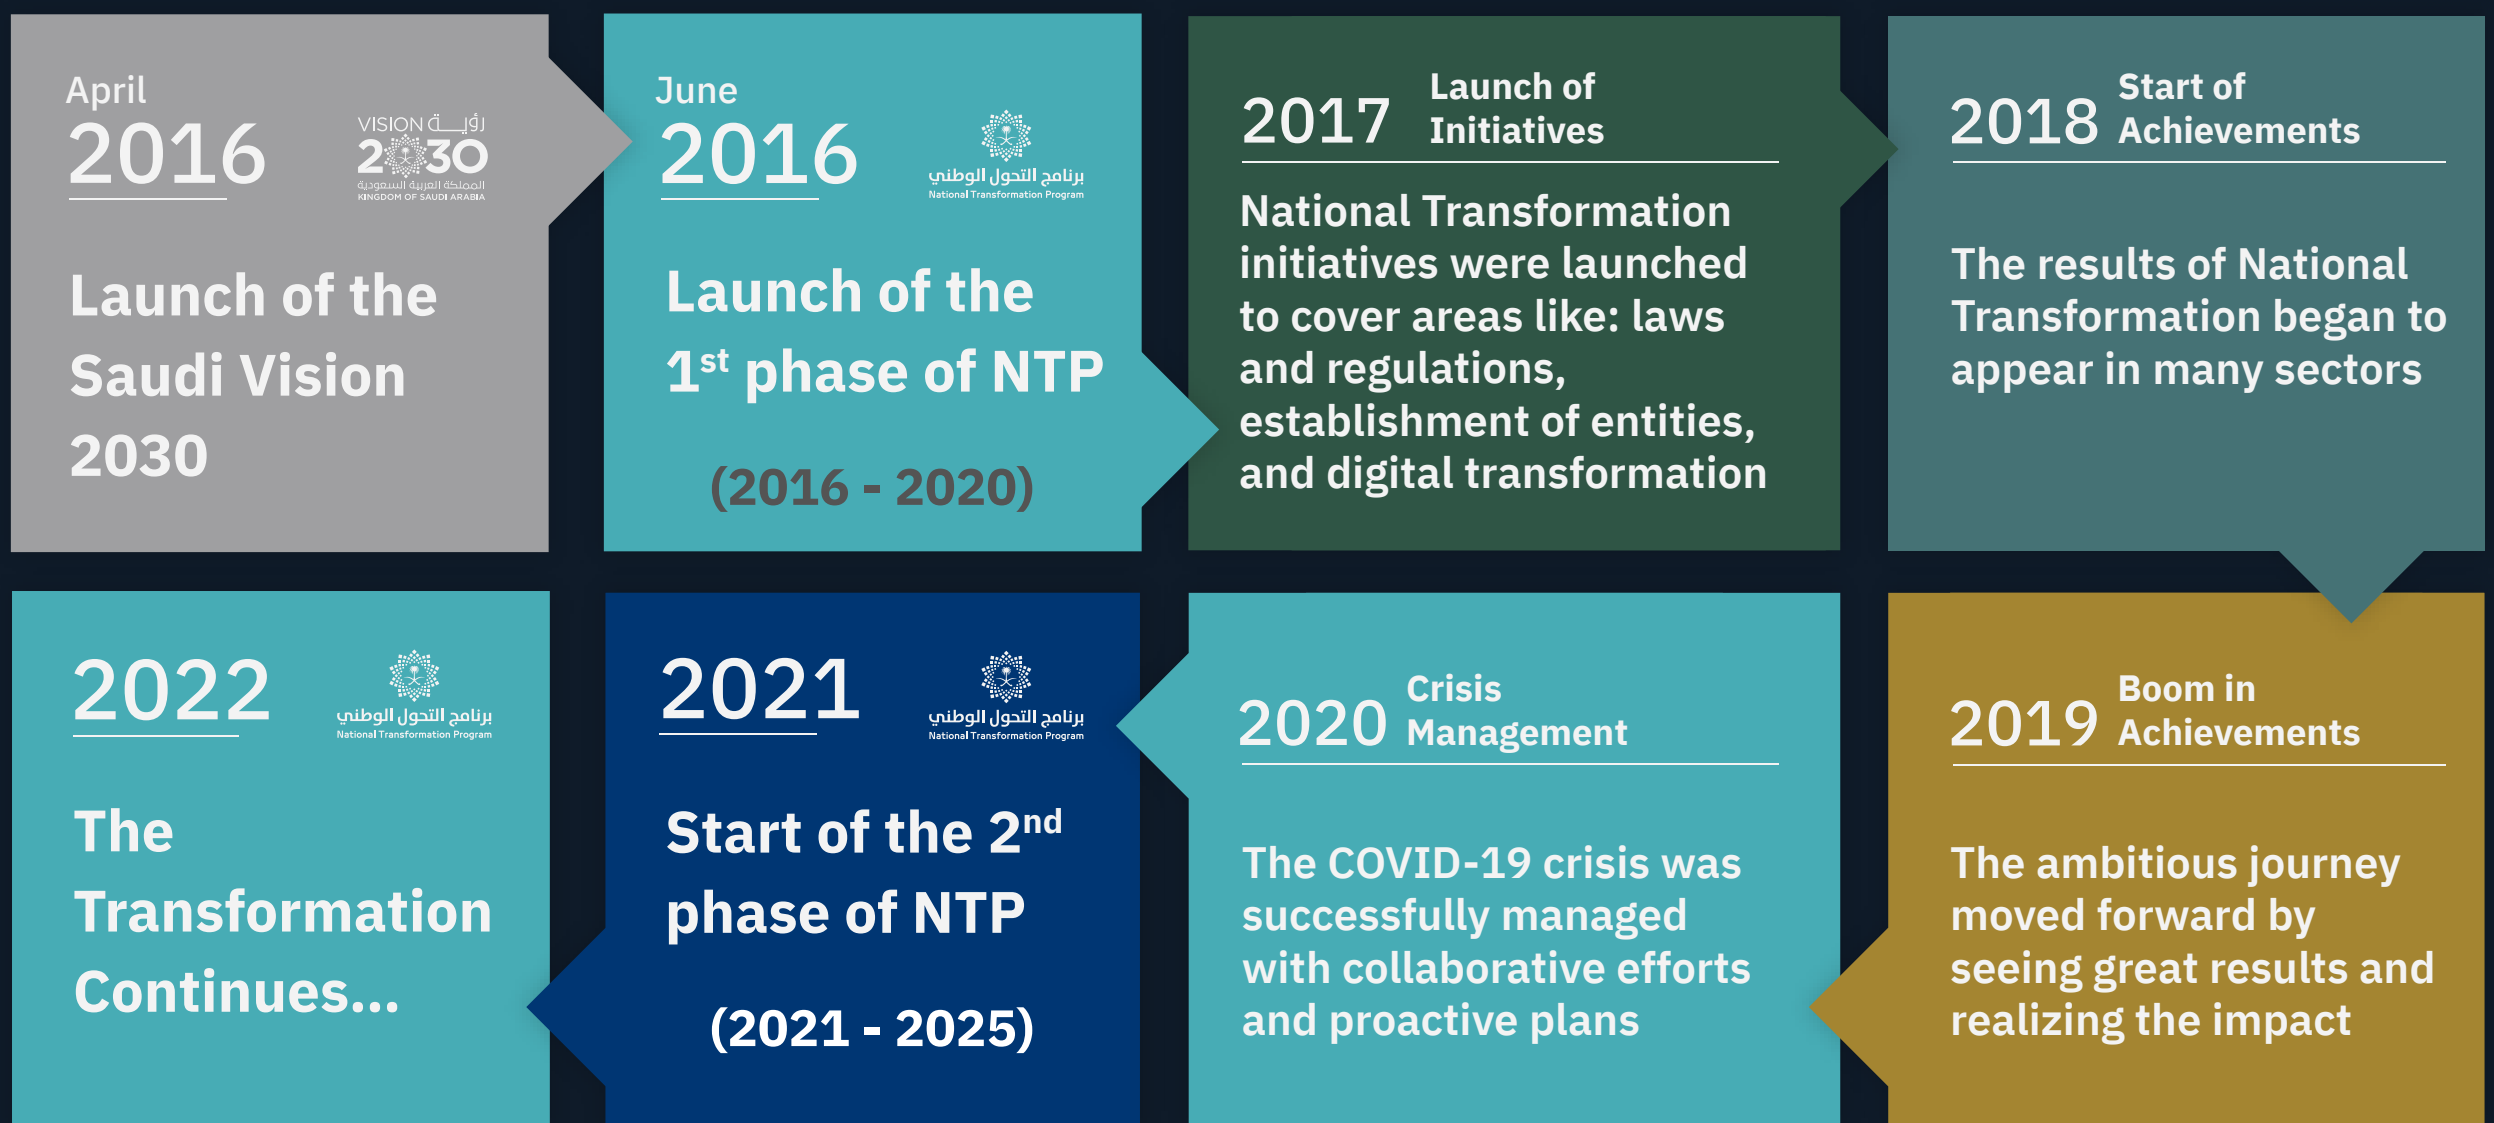 April
2016
VISION رؤيــة
2030
المملكة العربية السعودية
KINGDOM OF SAUDI ARABIA
Launch of the
Saudi Vision
2030
June
2016
برنامج التحول الوطني
National Transformation Program
Launch of the
1st phase of NTP
(2016 - 2020)
2017
Launch of
Initiatives
National Transformation
initiatives were launched
to cover areas like: laws
and regulations,
establishment of entities,
and digital transformation
2018
Start of
Achievements
The results of National
Transformation began to
appear in many sectors
2019
Boom in
Achievements
The ambitious journey
moved forward by
seeing great results and
realizing the impact
2020
Crisis
Management
The COVID-19 crisis was
successfully managed
with collaborative efforts
and proactive plans
2021
برنامج التحول الوطني
National Transformation Program
Start of the 2nd
phase of NTP
(2021 - 2025)
2022
برنامج التحول الوطني
National Transformation Program
The
Transformation
Continues...